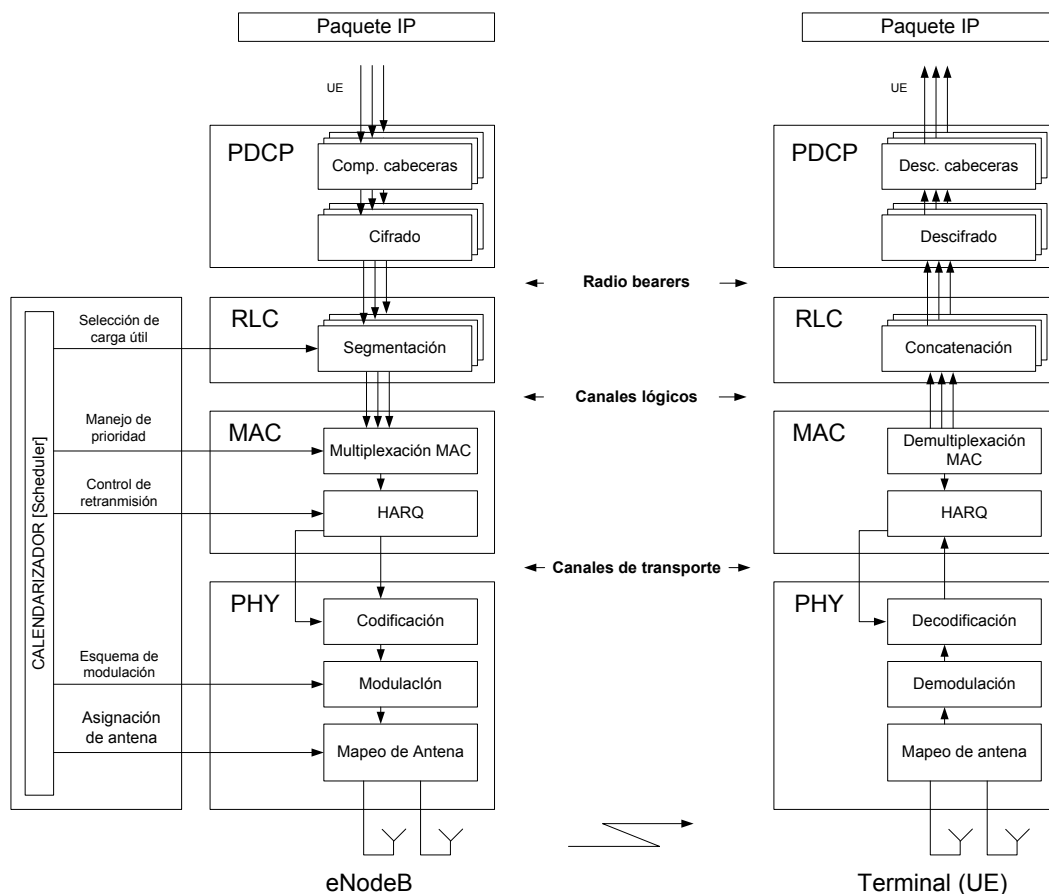 Paquete IP
UE
PDCP
Comp. cabeceras
Cifrado
RLC
Segmentación
MAC
Multiplexación MAC
HARQ
PHY
Codificación
ModulacIón
Mapeo de Antena
eNodeB
CALENDARIZADOR [Scheduler]
Selección de
carga útil
Manejo de
prioridad
Control de
retranmisión
Esquema de
modulación
Asignación
de antena
Radio bearers
Canales lógicos
Canales de transporte
Paquete IP
UE
PDCP
Desc. cabeceras
Descifrado
RLC
Concatenación
MAC
Demultiplexación
MAC
HARQ
PHY
Decodificación
Demodulación
Mapeo de antena
Terminal (UE)